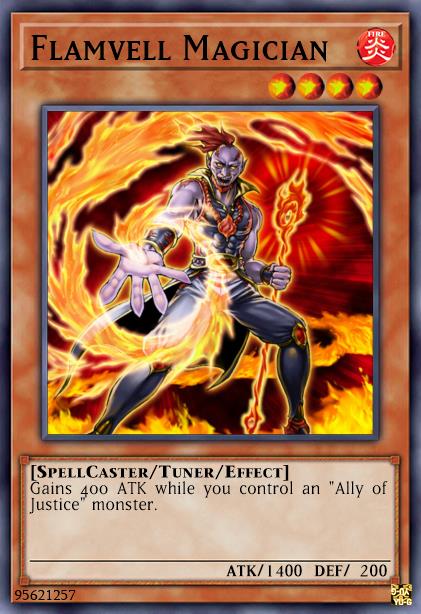 Flamvell Magician
FIRE
炎
[SpellCaster/Tuner/Effect]
Gains 400 ATK while you control an "Ally of
Justice" monster.
ATK/1400 DEF/ 200
95621257